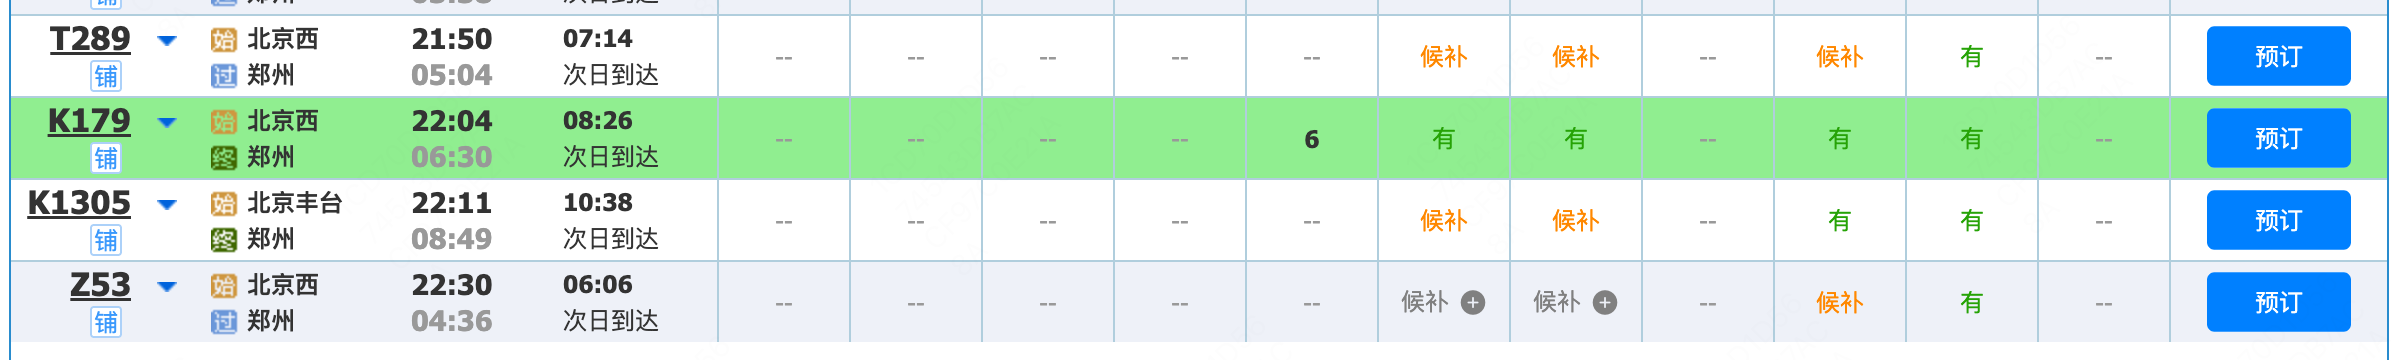 T289 始 北京西 21:50 07:14
铺 过 郑州 05:04 次日到达 -- -- -- -- -- 候补 候补 -- 候补 有 -- 预订
K179 始 北京西 22:04 08:26
铺 终 郑州 06:30 次日到达 -- -- -- -- 6 有 有 -- 有 有 -- 预订
K1305 始 北京丰台 22:11 10:38
铺 终 郑州 08:49 次日到达 -- -- -- -- -- 候补 候补 -- 有 有 -- 预订
Z53 始 北京西 22:30 06:06
铺 过 郑州 04:36 次日到达 -- -- -- -- -- 候补 + 候补 + -- 候补 有 -- 预订